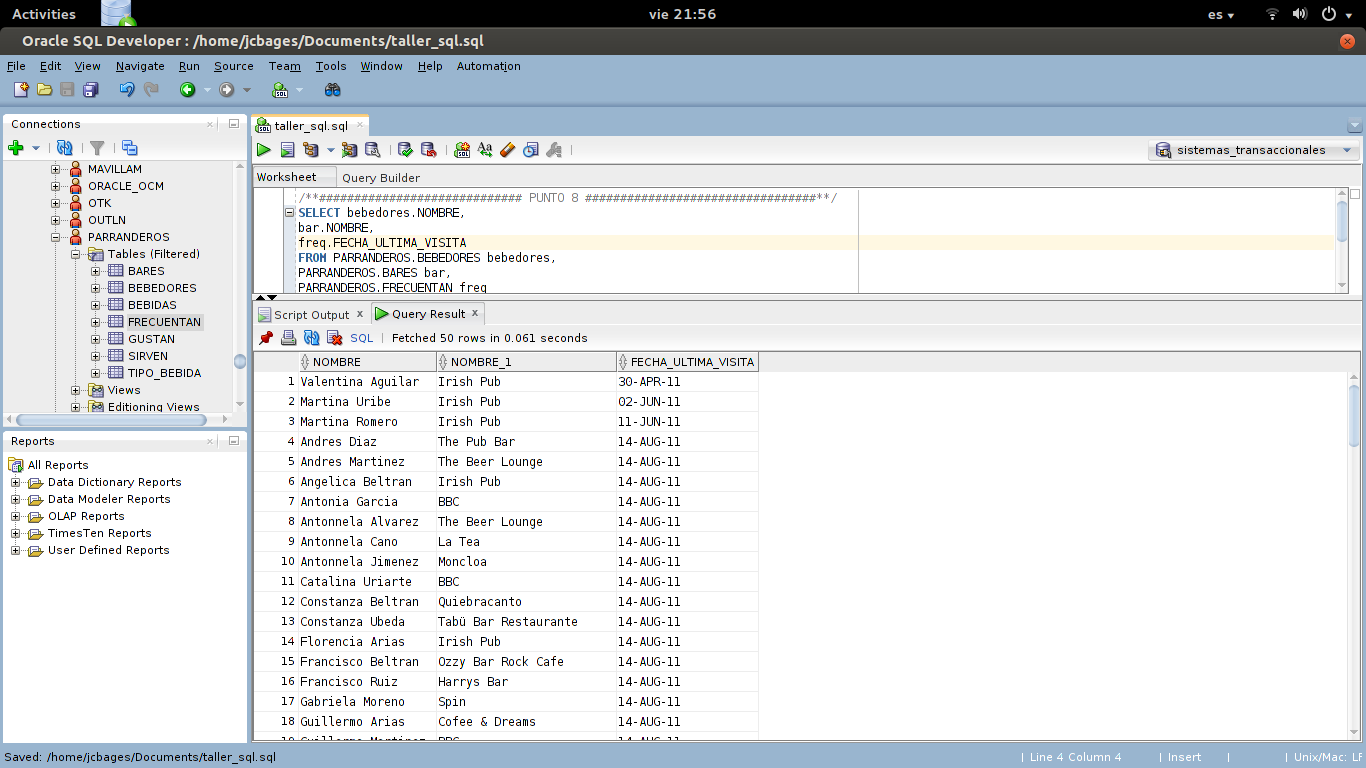 Activities
vie 21:56
es
Oracle SQL Developer : /home/jcbages/Documents/taller_sql.sql
File Edit View Navigate Run Source Team Tools Window Help Automation
Connections
MAVILLAM
ORACLE_OCM
OTK
OUTLN
PARRANDEROS
Tables (Filtered)
BARES
BEBEDORES
BEBIDAS
FRECUENTAN
GUSTAN
SIRVEN
TIPO_BEBIDA
Views
Editioning Views
Reports
All Reports
Data Dictionary Reports
Data Modeler Reports
OLAP Reports
TimesTen Reports
User Defined Reports
taller_sql.sql
sistemas_transaccionales
Worksheet Query Builder
/**############################# PUNTO 8 #################################**/
SELECT bebedores.NOMBRE,
bar.NOMBRE,
freq.FECHA_ULTIMA_VISITA
FROM PARRANDEROS.BEBEDORES bebedores,
PARRANDEROS.BARES bar,
PARRANDEROS.FRECUENTAN freq
Script Output x Query Result x
SQL | Fetched 50 rows in 0.061 seconds
NOMBRE NOMBRE_1 FECHA_ULTIMA_VISITA
1 Valentina Aguilar Irish Pub 30-APR-11
2 Martina Uribe Irish Pub 02-JUN-11
3 Martina Romero Irish Pub 11-JUN-11
4 Andres Diaz The Pub Bar 14-AUG-11
5 Andres Martinez The Beer Lounge 14-AUG-11
6 Angelica Beltran Irish Pub 14-AUG-11
7 Antonia Garcia BBC 14-AUG-11
8 Antonnela Alvarez The Beer Lounge 14-AUG-11
9 Antonnela Cano La Tea 14-AUG-11
10 Antonnela Jimenez Moncloa 14-AUG-11
11 Catalina Uriarte BBC 14-AUG-11
12 Constanza Beltran Quiebracanto 14-AUG-11
13 Constanza Ubeda Tabü Bar Restaurante 14-AUG-11
14 Florencia Arias Irish Pub 14-AUG-11
15 Francisco Beltran Ozzy Bar Rock Cafe 14-AUG-11
16 Francisco Ruiz Harrys Bar 14-AUG-11
17 Gabriela Moreno Spin 14-AUG-11
18 Guillermo Arias Cofee & Dreams 14-AUG-11
19 Guillermo Martinez BBC 14-AUG-11
Saved: /home/jcbages/Documents/taller_sql.sql
| Line 4 Column 4 | Insert | | Unix/Mac: LF